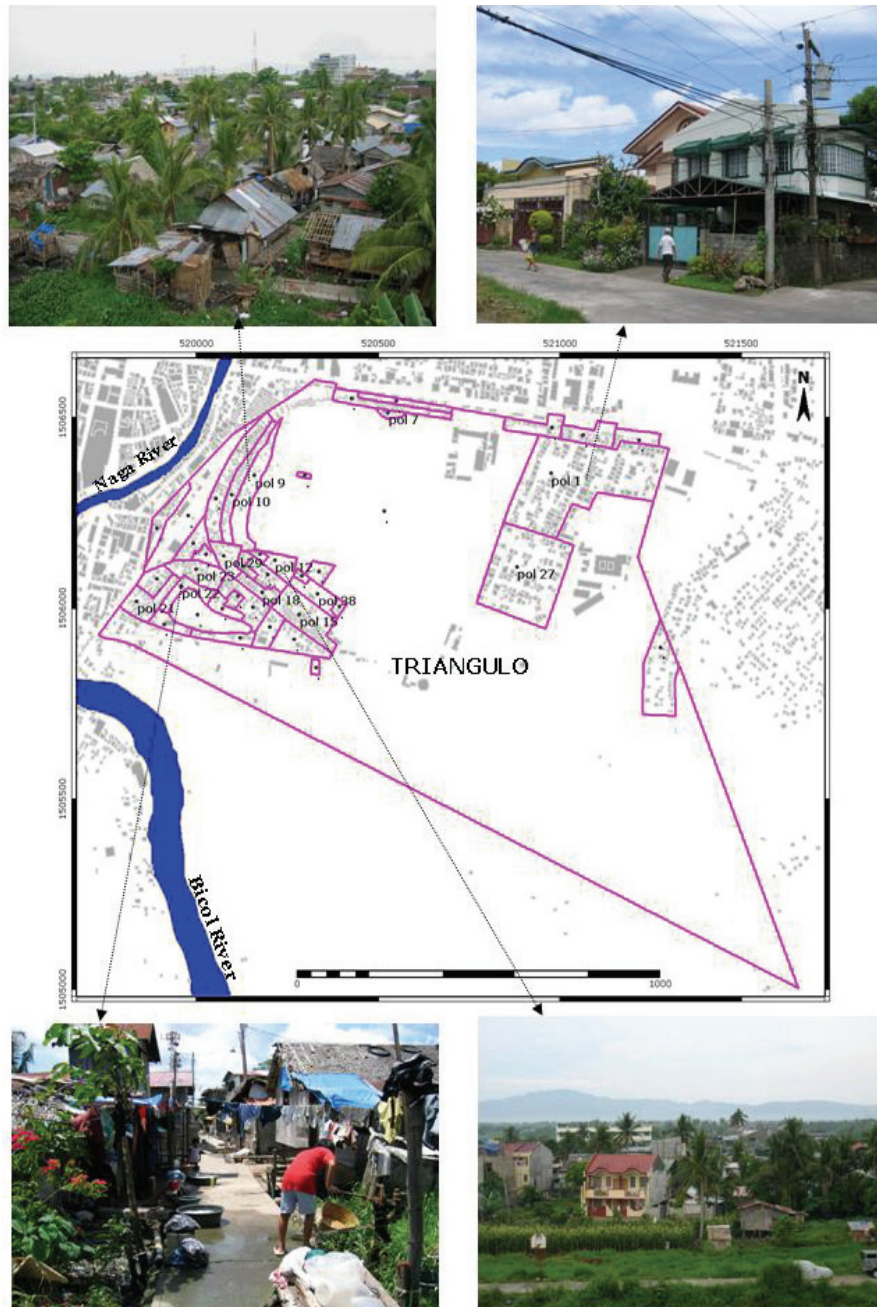 520000
520500
521000
521500
N
1506500
1506000
1505500
1505000
Naga River
pol 7
pol 9
pol 10
pol 1
pol 29
pol 12
pol 23
pol 27
pol 22
pol 18
pol 38
pol 21
pol 15
TRIANGULO
Bicol River
0
1000